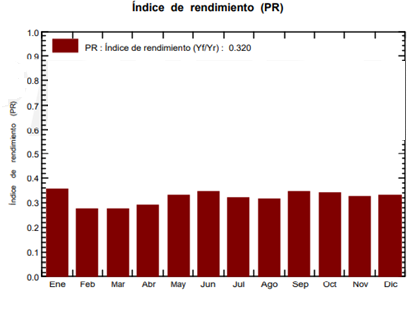 Índice de rendimiento (PR)
PR : Índice de rendimiento (Yf/Yr) : 0.320
Índice de rendimiento (PR)
1.0
0.9
0.8
0.7
0.6
0.5
0.4
0.3
0.2
0.1
0.0
Ene Feb Mar Abr May Jun Jul Ago Sep Oct Nov Dic